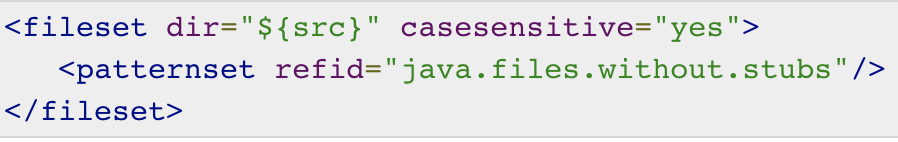 <fileset dir="${src}" casesensitive="yes">
   <patternset refid="java.files.without.stubs"/>
</fileset>